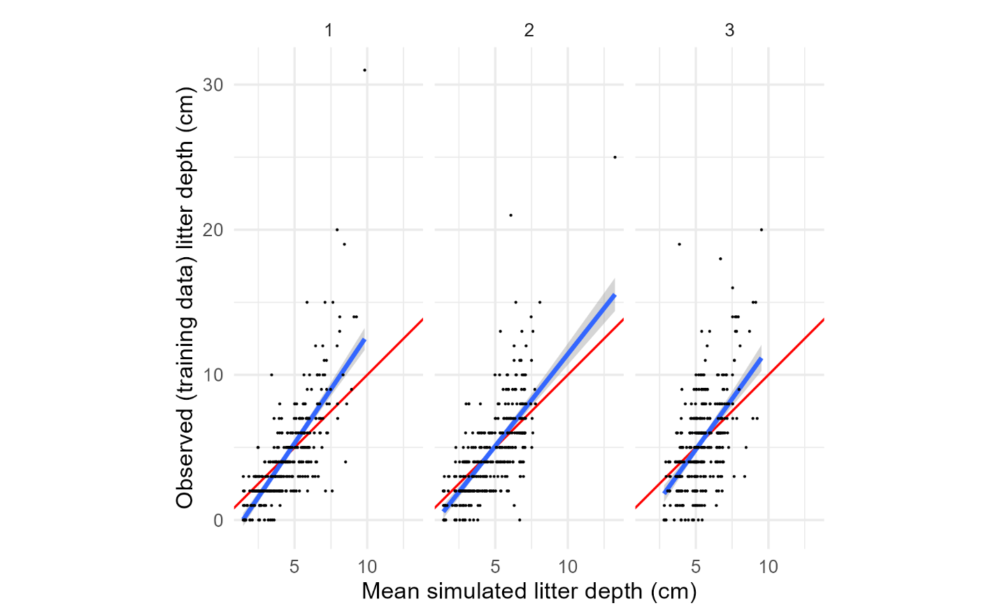 1 2 3
Observed (training data) litter depth (cm)
30
20
10
0
5 10 5 10 5 10
Mean simulated litter depth (cm)